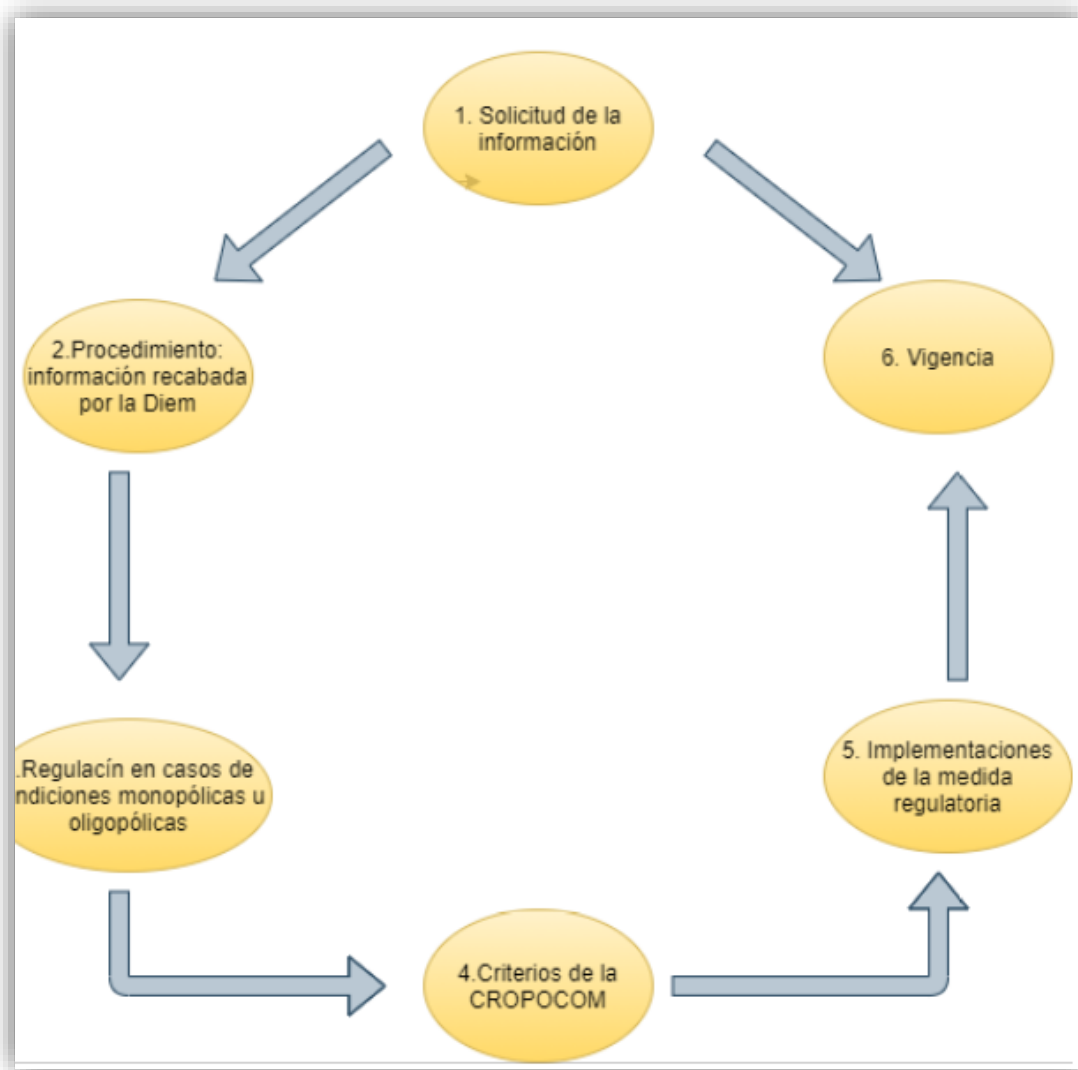 1. Solicitud de la
información
2.Procedimiento:
información recabada
por la Diem
.Regulacín en casos de
ndiciones monopólicas u
oligopólicas
4.Criterios de la
CROPOCOM
5. Implementaciones
de la medida
regulatoria
6. Vigencia